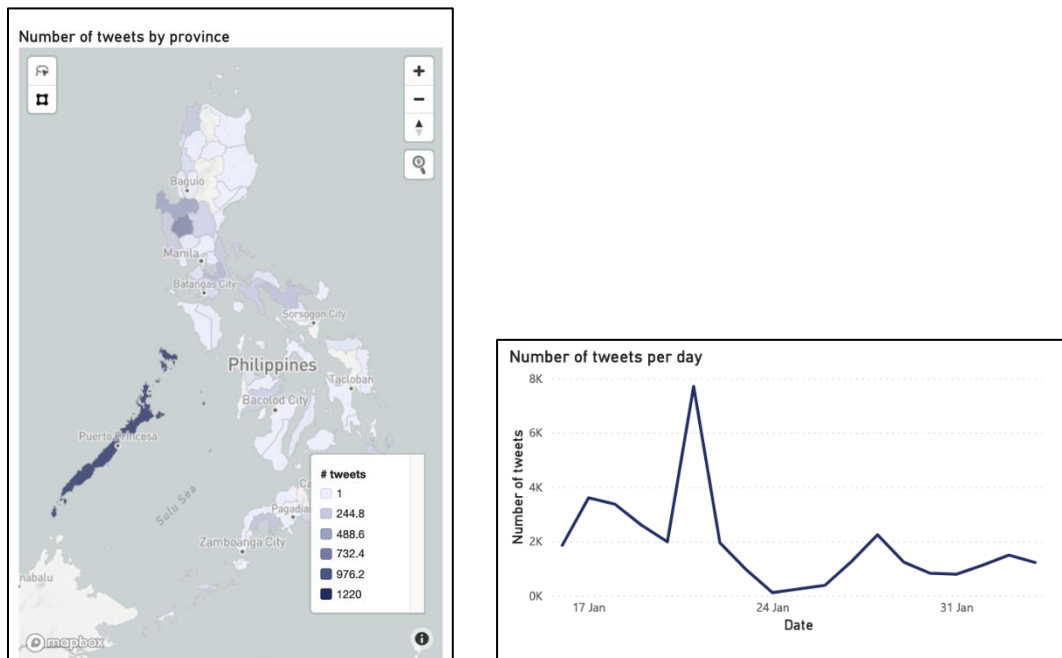 Number of tweets by province
Baguio
Manila
Batangas City
Sorsogon City
Philippines
Tacloban
Bacolod City
Puerto Princesa
Sulu Sea
Ca
Pagadian
Zamboanga City
nabalu
# tweets
1
244.8
488.6
732.4
976.2
1220
mapbox
Number of tweets per day
8K
6K
4K
2K
0K
Number of tweets
17 Jan
24 Jan
31 Jan
Date